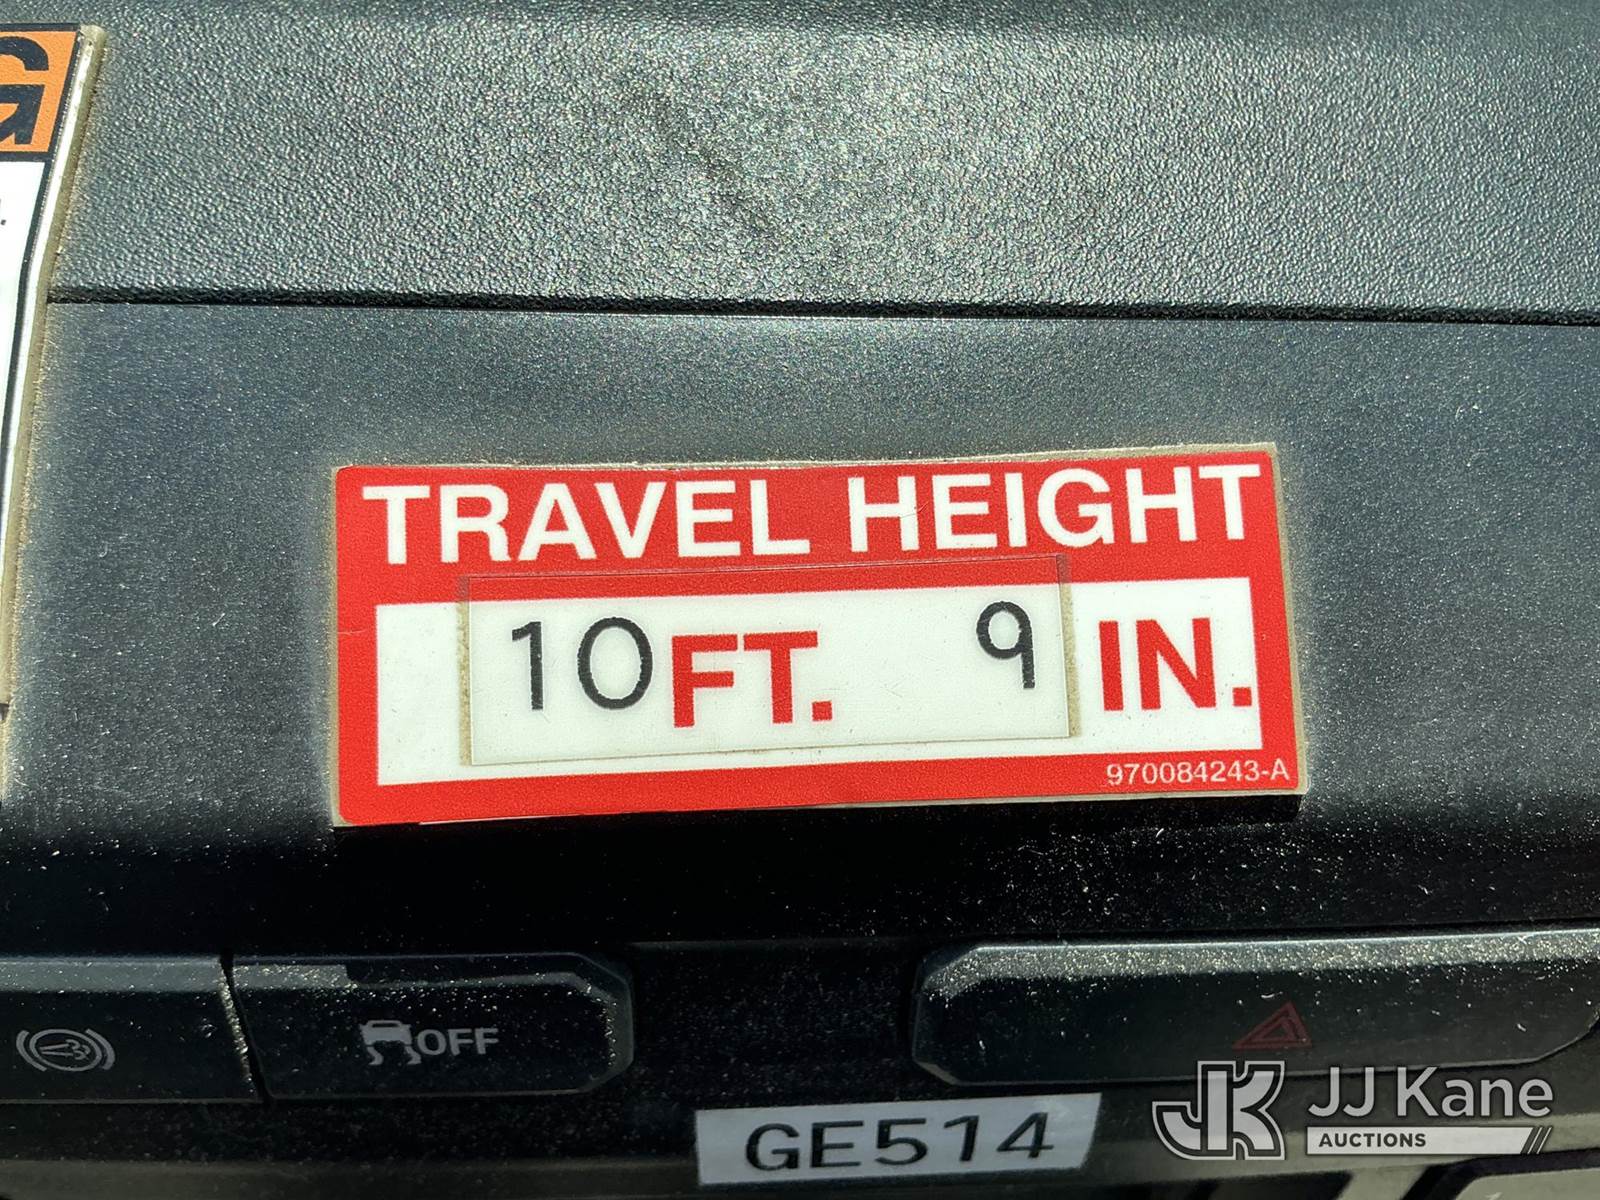 G
TRAVEL HEIGHT
10 FT. 9 IN.
970084243-A
OFF
GE514
JJ Kane
AUCTIONS